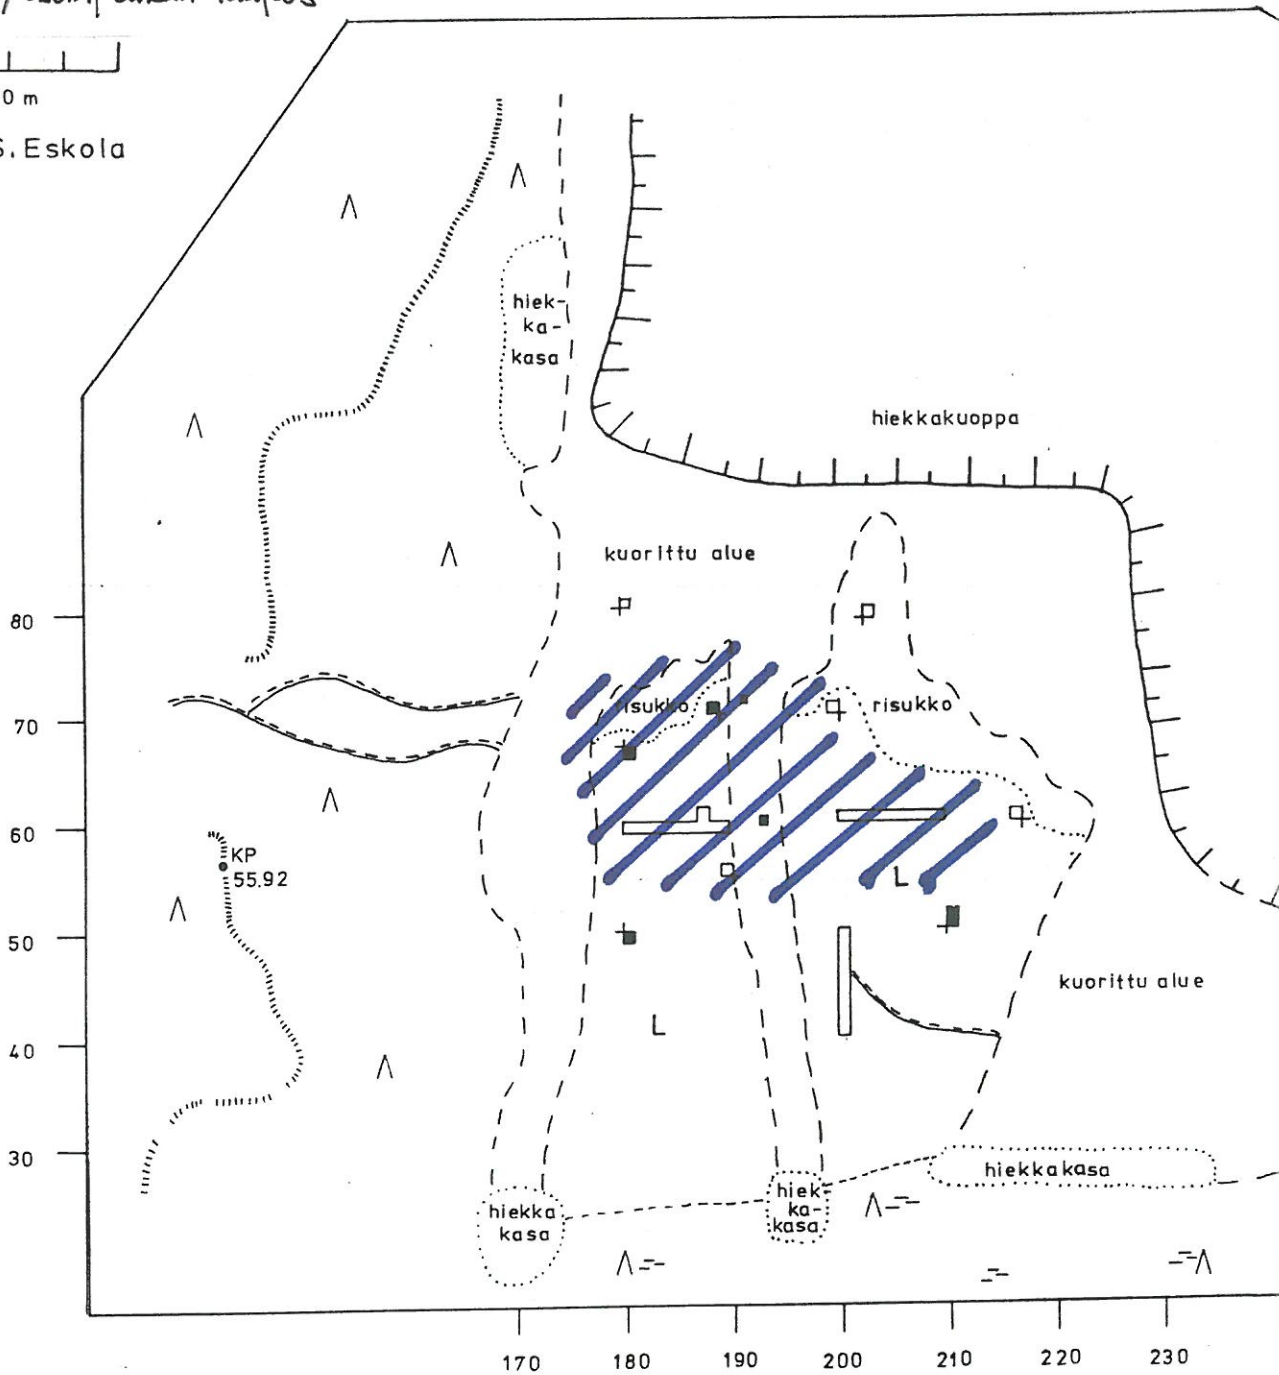 0 m
S. Eskola
hiek-
ka-
kasa
hiekkakuoppa
kuorittu alue
80
70
risukko
risukko
60
KP
55.92
L
50
kuorittu alue
40
L
30
hiekkakasa
hiekka
kasa
hiek-
ka-
kasa
170
180
190
200
210
220
230